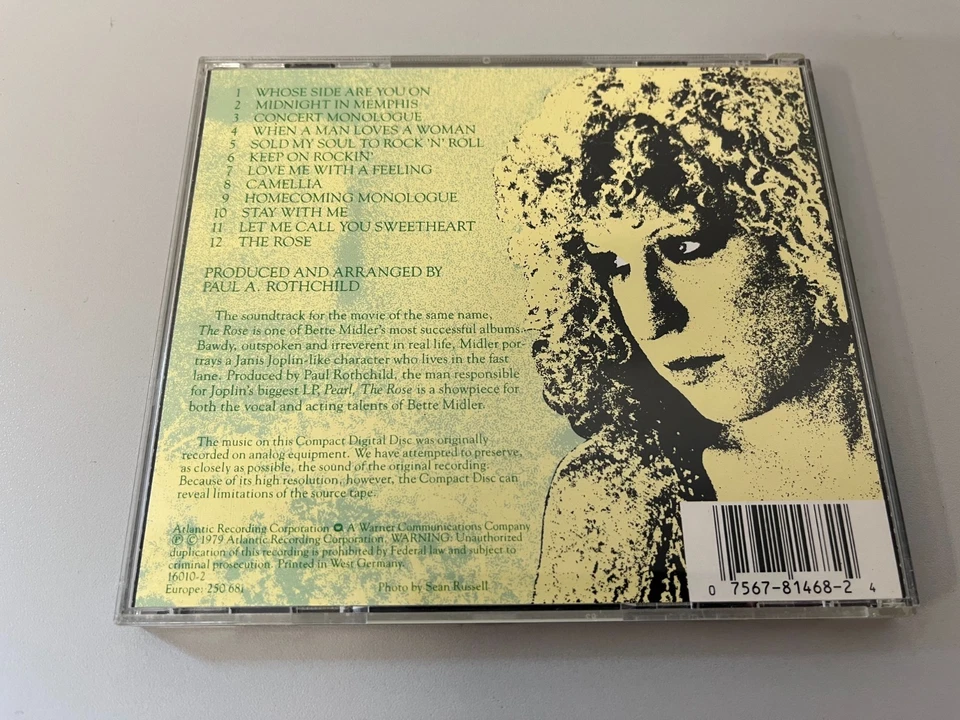 1 WHOSE SIDE ARE YOU ON
2 MIDNIGHT IN MEMPHIS
3 CONCERT MONOLOGUE
4 WHEN A MAN LOVES A WOMAN
5 SOLD MY SOUL TO ROCK 'N' ROLL
6 KEEP ON ROCKIN'
7 LOVE ME WITH A FEELING
8 CAMELLIA
9 HOMECOMING MONOLOGUE
10 STAY WITH ME
11 LET ME CALL YOU SWEETHEART
12 THE ROSE
PRODUCED AND ARRANGED BY
PAUL A. ROTHCHILD
The soundtrack for the movie of the same name,
The Rose is one of Bette Midler's most successful albums.
Bawdy, outspoken and irreverent in real life, Midler por-
trays a Janis Joplin-like character who lives in the fast
lane. Produced by Paul Rothchild, the man responsible
for Joplin's biggest LP, Pearl, The Rose is a showpiece for
both the vocal and acting talents of Bette Midler.
The music on this Compact Digital Disc was originally
recorded on analog equipment. We have attempted to preserve,
as closely as possible, the sound of the original recording.
Because of its high resolution, however, the Compact Disc can
reveal limitations of the source tape.
Atlantic Recording Corporation A Warner Communications Company
℗ © 1979 Atlantic Recording Corporation. WARNING: Unauthorized
duplication of this recording is prohibited by Federal law and subject to
criminal prosecution. Printed in West Germany.
16010-2
Europe: 250 681 Photo by Sean Russell
0 7567-81468-2 4